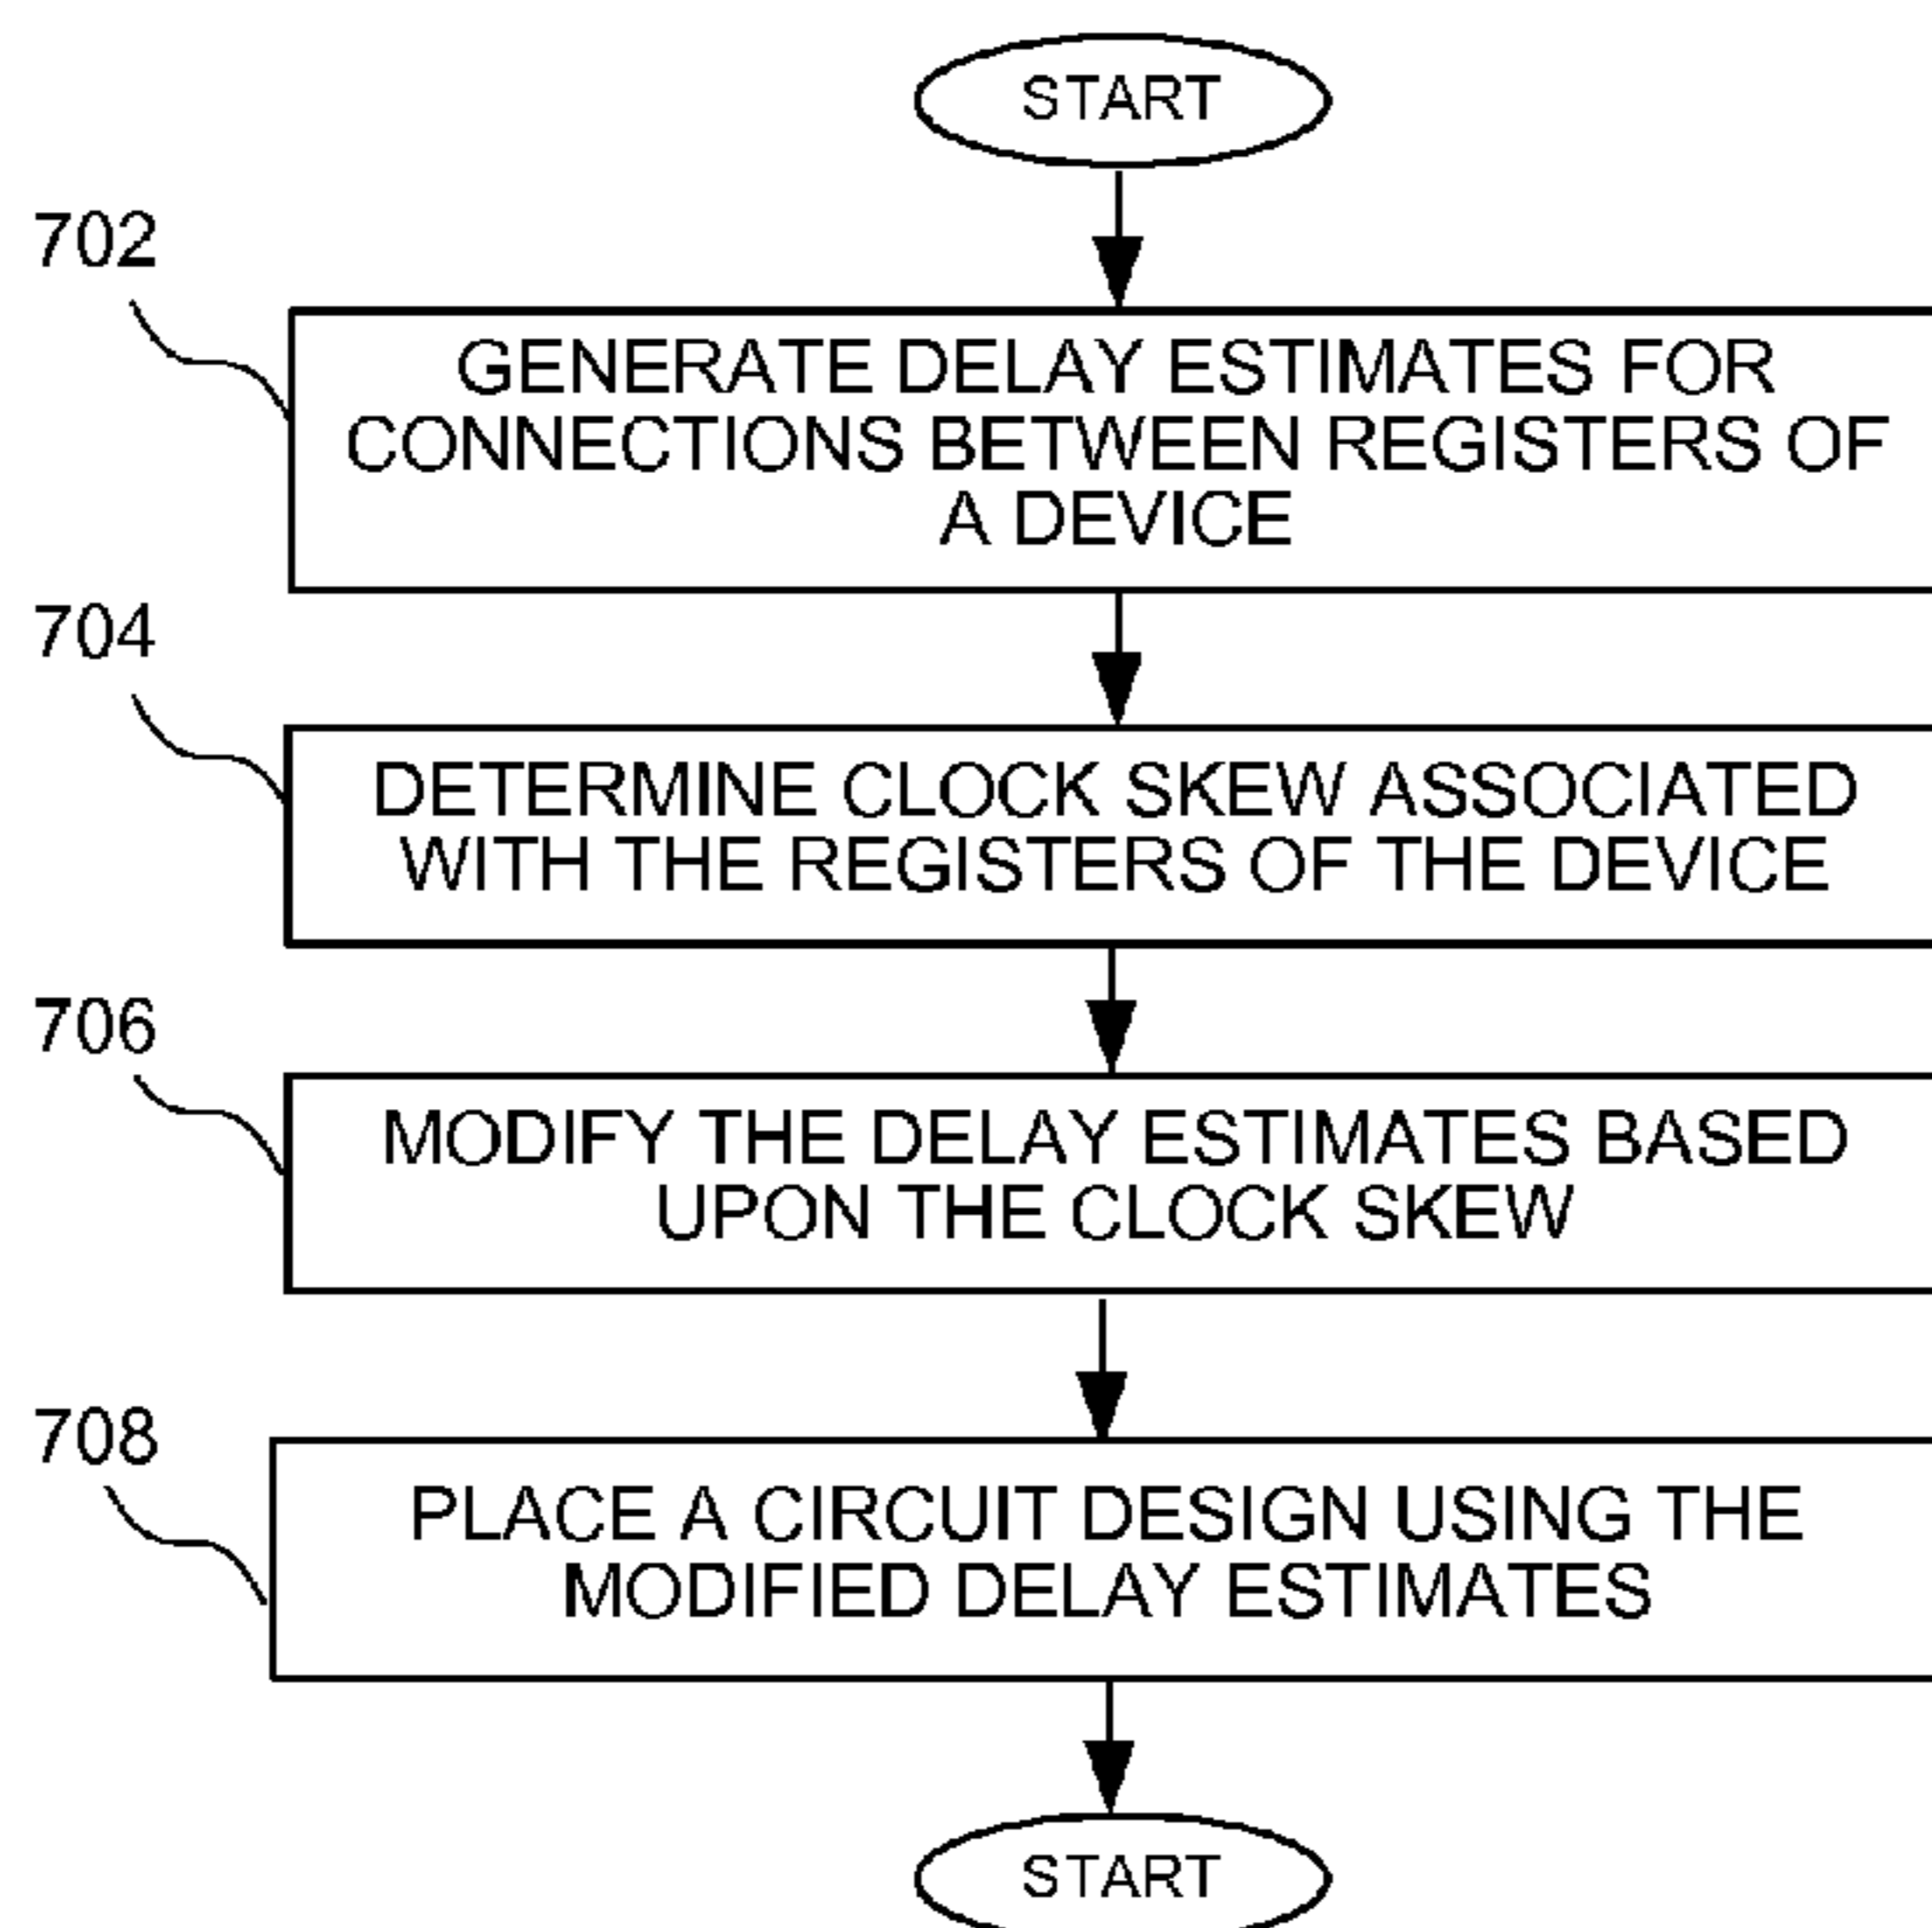 START
702
GENERATE DELAY ESTIMATES FOR
CONNECTIONS BETWEEN REGISTERS OF
A DEVICE
704
DETERMINE CLOCK SKEW ASSOCIATED
WITH THE REGISTERS OF THE DEVICE
706
MODIFY THE DELAY ESTIMATES BASED
UPON THE CLOCK SKEW
708
PLACE A CIRCUIT DESIGN USING THE
MODIFIED DELAY ESTIMATES
START